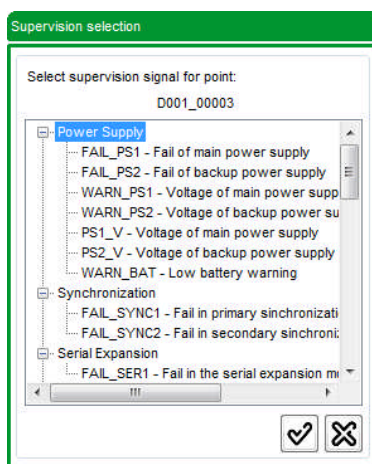 Supervision selection
Select supervision signal for point:
D001_00003
Power Supply
FAIL_PS1 - Fail of main power supply
FAIL_PS2 - Fail of backup power supply
WARN_PS1 - Voltage of main power supp
WARN_PS2 - Voltage of backup power su
PS1_V - Voltage of main power supply
PS2_V - Voltage of backup power supply
WARN_BAT - Low battery warning
Synchronization
FAIL_SYNC1 - Fail in primary sinchronizati
FAIL_SYNC2 - Fail in secondary sinchroni
Serial Expansion
FAIL_SER1 - Fail in the serial expansion m